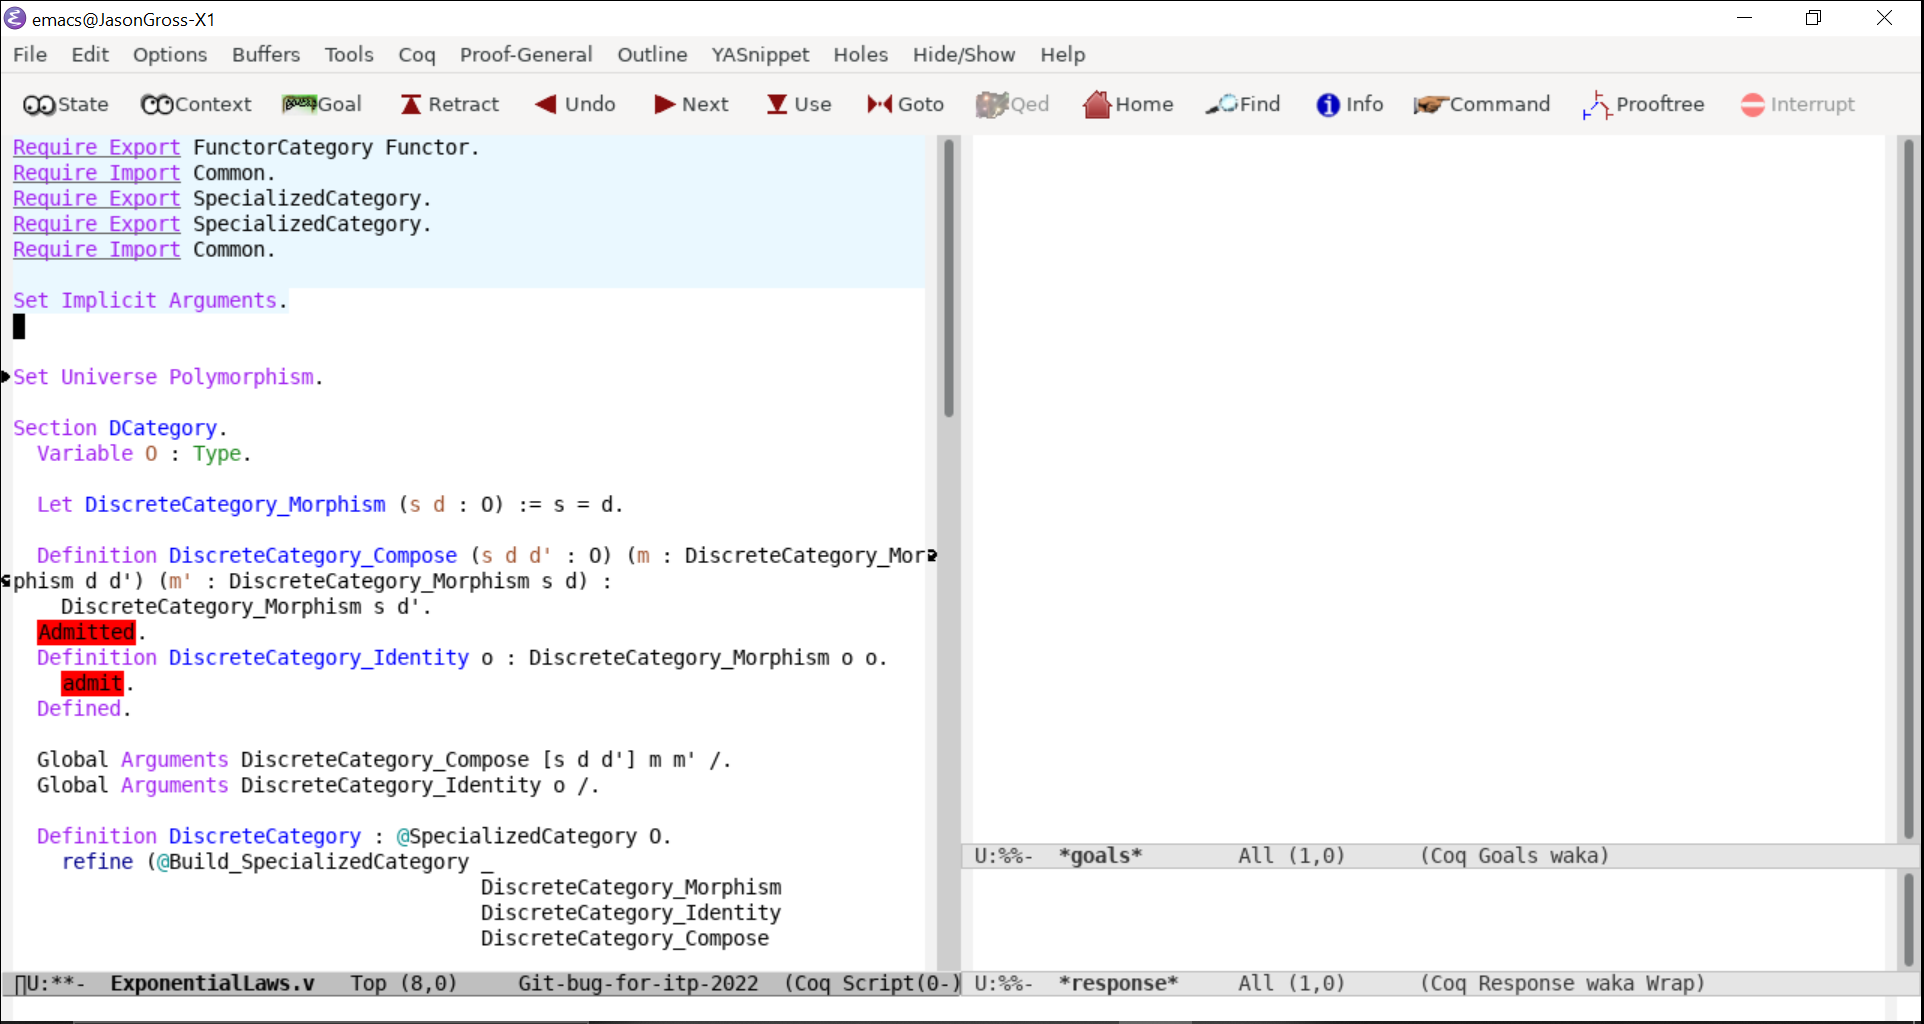 emacs@JasonGross-X1
File Edit Options Buffers Tools Coq Proof-General Outline YASnippet Holes Hide/Show Help
State Context Goal Retract Undo Next Use Goto Qed Home Find Info Command Prooftree Interrupt
Require Export FunctorCategory Functor.
Require Import Common.
Require Export SpecializedCategory.
Require Export SpecializedCategory.
Require Import Common.
Set Implicit Arguments.
Set Universe Polymorphism.
Section DCategory.
  Variable O : Type.
  Let DiscreteCategory_Morphism (s d : O) := s = d.
  Definition DiscreteCategory_Compose (s d d' : O) (m : DiscreteCategory_Mor
phism d d') (m' : DiscreteCategory_Morphism s d) :
    DiscreteCategory_Morphism s d'.
  Admitted.
  Definition DiscreteCategory_Identity o : DiscreteCategory_Morphism o o.
    admit.
  Defined.
  Global Arguments DiscreteCategory_Compose [s d d'] m m' /.
  Global Arguments DiscreteCategory_Identity o /.
  Definition DiscreteCategory : @SpecializedCategory O.
    refine (@Build_SpecializedCategory _
                                       DiscreteCategory_Morphism
                                       DiscreteCategory_Identity
                                       DiscreteCategory_Compose
U:**-  ExponentialLaws.v   Top (8,0)     Git-bug-for-itp-2022  (Coq Script(0-)
U:%%-  *goals*        All (1,0)      (Coq Goals waka)
U:%%-  *response*     All (1,0)      (Coq Response waka Wrap)